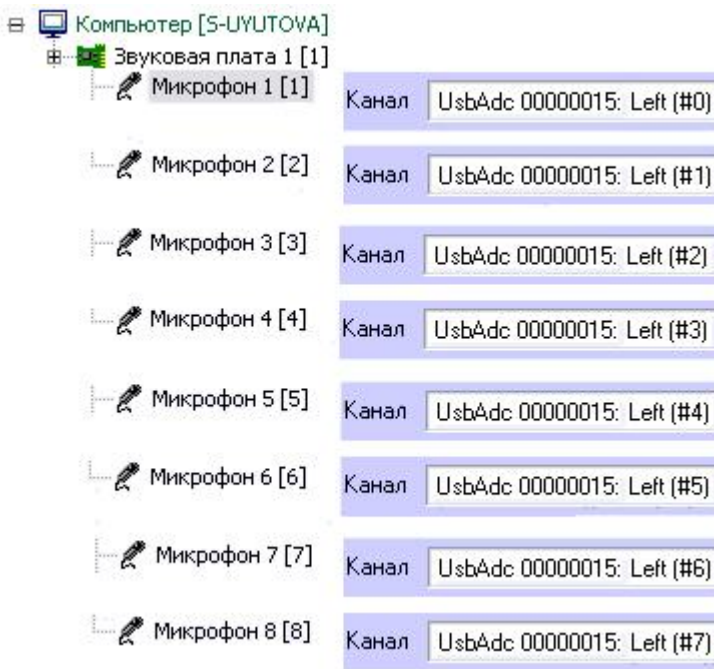 Компьютер [S-UYUTOVA]
Звуковая плата 1 [1]
Микрофон 1 [1] Канал UsbAdc 00000015: Left (#0)
Микрофон 2 [2] Канал UsbAdc 00000015: Left (#1)
Микрофон 3 [3] Канал UsbAdc 00000015: Left (#2)
Микрофон 4 [4] Канал UsbAdc 00000015: Left (#3)
Микрофон 5 [5] Канал UsbAdc 00000015: Left (#4)
Микрофон 6 [6] Канал UsbAdc 00000015: Left (#5)
Микрофон 7 [7] Канал UsbAdc 00000015: Left (#6)
Микрофон 8 [8] Канал UsbAdc 00000015: Left (#7)